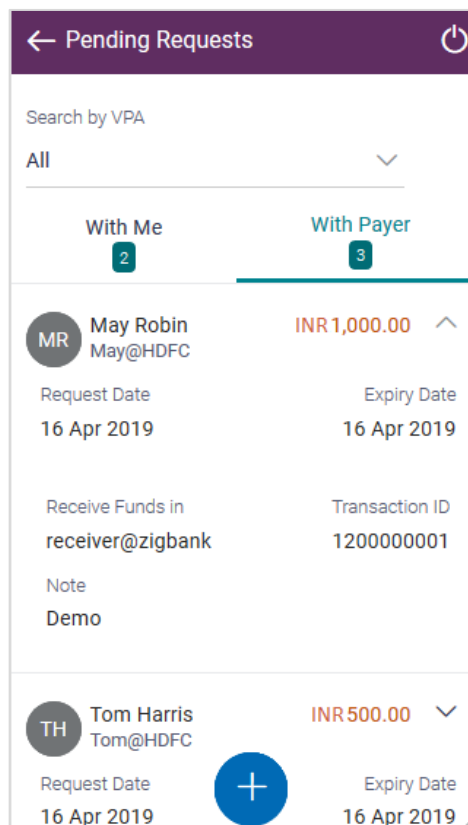 Pending Requests
Search by VPA
All
With Me With Payer
2 3
MR May Robin INR 1,000.00
May@HDFC
Request Date Expiry Date
16 Apr 2019 16 Apr 2019
Receive Funds in Transaction ID
receiver@zigbank 1200000001
Note
Demo
TH Tom Harris INR 500.00
Tom@HDFC
Request Date Expiry Date
16 Apr 2019 16 Apr 2019